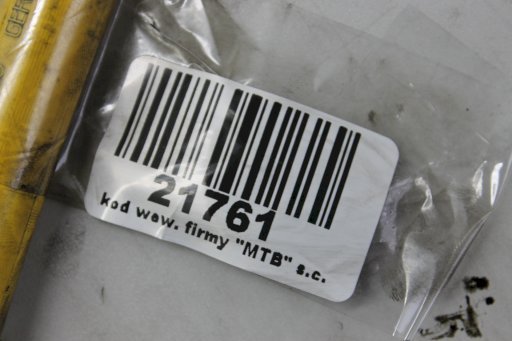 21761
kod wew. firmy "MTB" s.c.